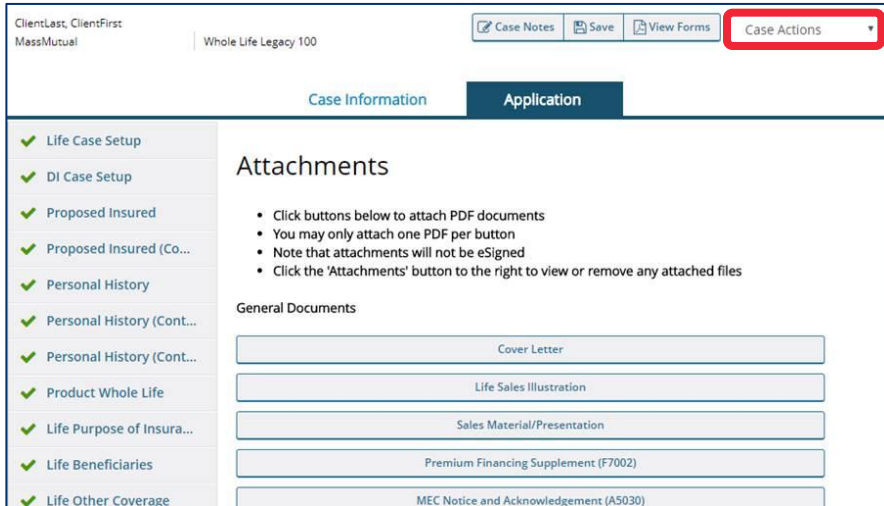 ClientLast, ClientFirst
MassMutual
Whole Life Legacy 100
Case Notes
Save
View Forms
Case Actions
Case Information
Application
Life Case Setup
DI Case Setup
Proposed Insured
Proposed Insured (Co...
Personal History
Personal History (Cont...
Personal History (Cont...
Product Whole Life
Life Purpose of Insura...
Life Beneficiaries
Life Other Coverage
Attachments
• Click buttons below to attach PDF documents
• You may only attach one PDF per button
• Note that attachments will not be eSigned
• Click the 'Attachments' button to the right to view or remove any attached files
General Documents
Cover Letter
Life Sales Illustration
Sales Material/Presentation
Premium Financing Supplement (F7002)
MEC Notice and Acknowledgement (A5030)